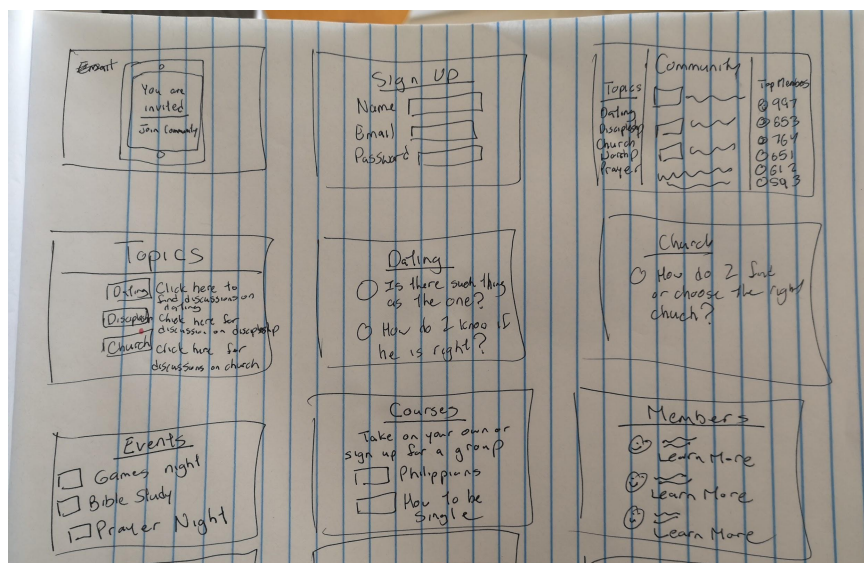 You are
invited
Join Community
Sign UP
Name
Email
Password
Community
Topics
Dating
Discipleship
Church
Worship
Prayer
Top Members
997
653
764
651
612
593
TOPICS
Dating Click here to
find discussions on
dating
Discipleship Click here for
discussion on discipleship
Church Click here for
discussions on church
Dating
Is there such thing
as the one?
How do I know if
he is right?
Church
How do I find
or choose the right
church?
Events
Games night
Bible Study
Prayer Night
Courses
Take on your own or
sign up for a group
Philippians
How to be
Single
Members
Learn More
Learn More
Learn More